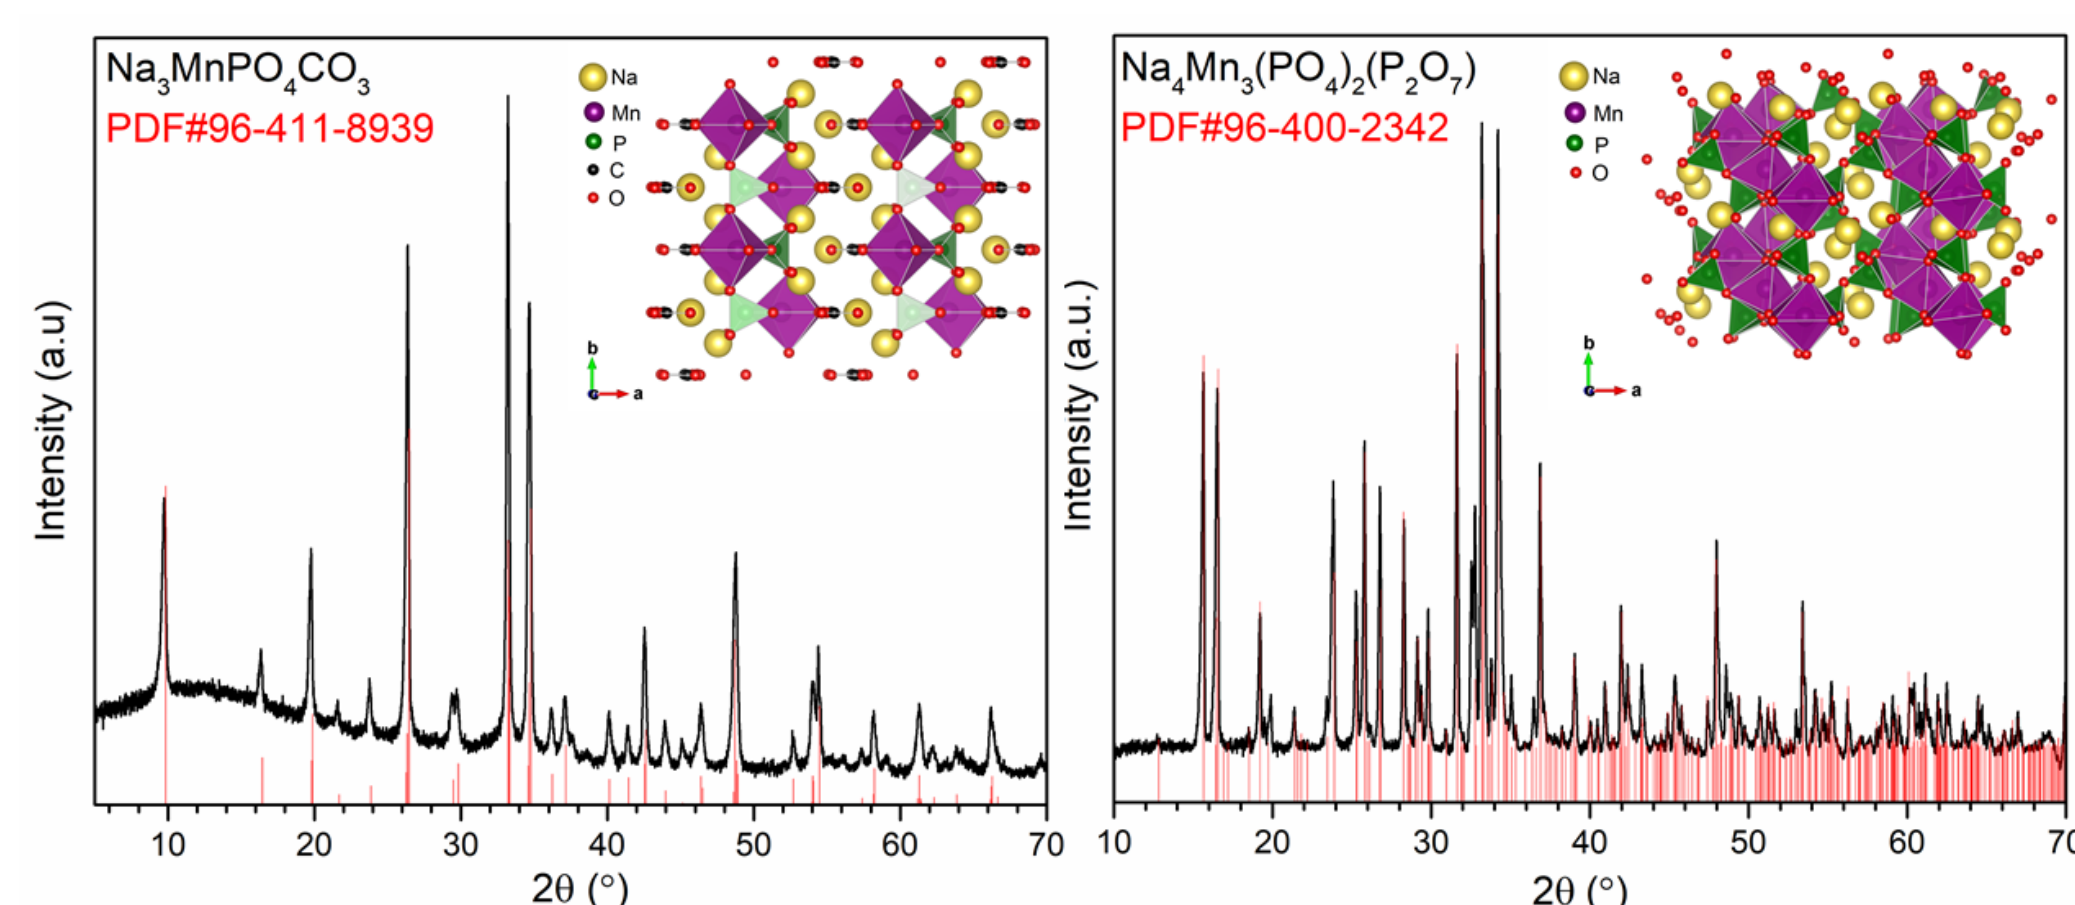 Na₃MnPO₄CO₃
PDF#96-411-8939
Na
Mn
P
C
O
b
c a
Intensity (a.u)
10 20 30 40 50 60 70
2θ (°)
Na₄Mn₃(PO₄)₂(P₂O₇)
PDF#96-400-2342
Na
Mn
P
O
b
c a
Intensity (a.u.)
10 20 30 40 50 60 70
2θ (°)